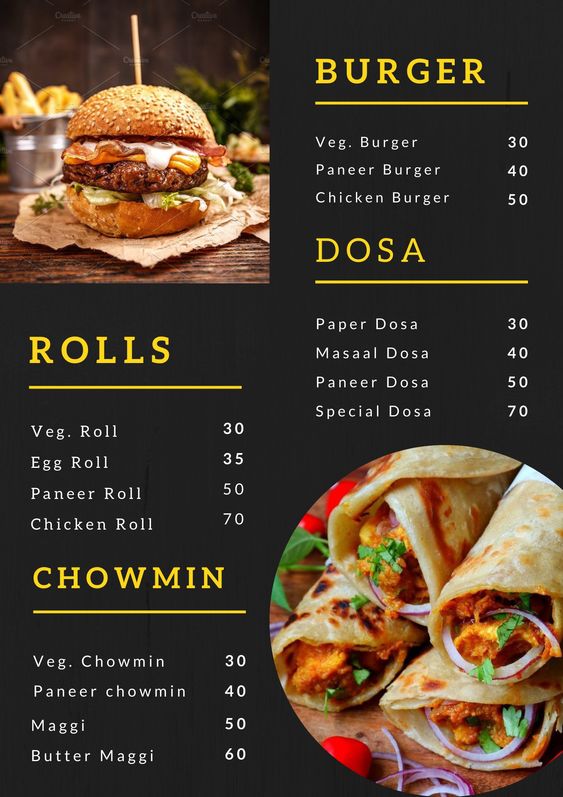 BURGER
Veg. Burger 30
Paneer Burger 40
Chicken Burger 50
DOSA
Paper Dosa 30
Masaal Dosa 40
Paneer Dosa 50
Special Dosa 70
ROLLS
Veg. Roll 30
Egg Roll 35
Paneer Roll 50
Chicken Roll 70
CHOWMIN
Veg. Chowmin 30
Paneer chowmin 40
Maggi 50
Butter Maggi 60